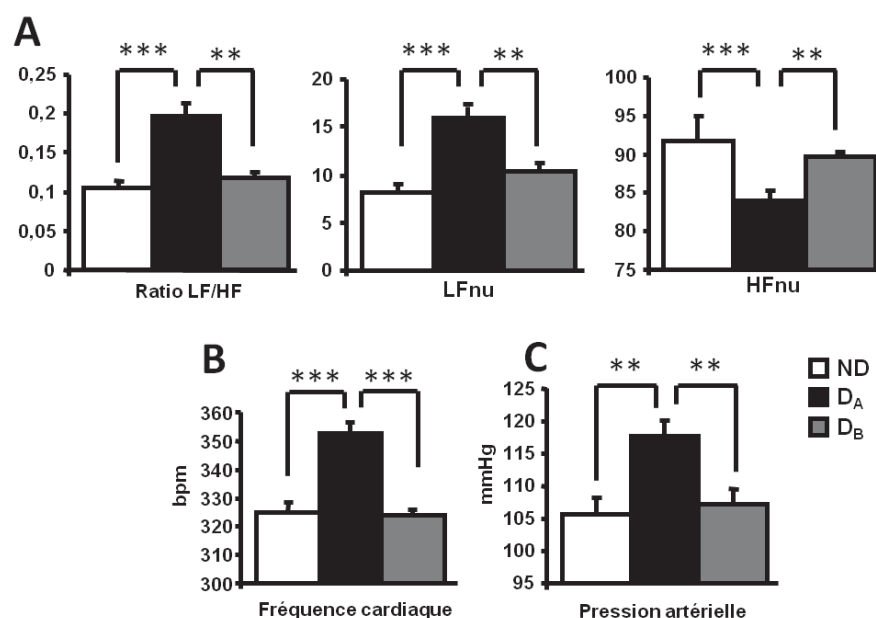 A
*** **
0,25
0,2
0,15
0,1
0,05
0
Ratio LF/HF
*** **
20
15
10
5
0
LFnu
*** **
100
95
90
85
80
75
HFnu
B
*** ***
360
350
340
330
320
310
300
bpm
Fréquence cardiaque
C
** **
125
120
115
110
105
100
95
mmHg
Pression artérielle
ND
DA
DB